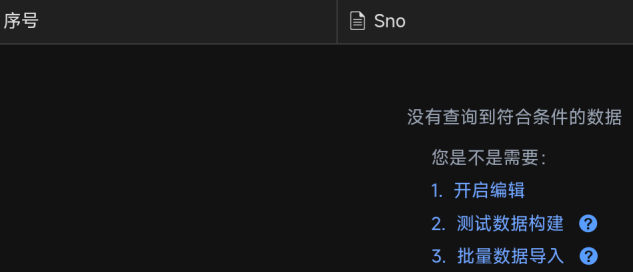 序号
Sno
没有查询到符合条件的数据
您是不是需要：
1. 开启编辑
2. 测试数据构建 ?
3. 批量数据导入 ?